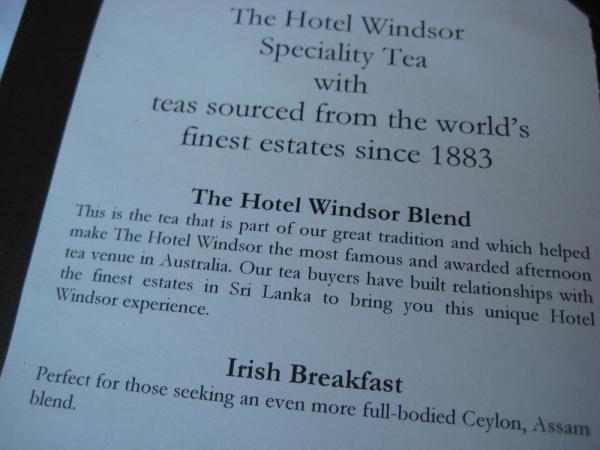 The Hotel Windsor
Speciality Tea
with
teas sourced from the world's
finest estates since 1883
The Hotel Windsor Blend
This is the tea that is part of our great tradition and which helped
make The Hotel Windsor the most famous and awarded afternoon
tea venue in Australia. Our tea buyers have built relationships with
the finest estates in Sri Lanka to bring you this unique Hotel
Windsor experience.
Irish Breakfast
Perfect for those seeking an even more full-bodied Ceylon, Assam
blend.